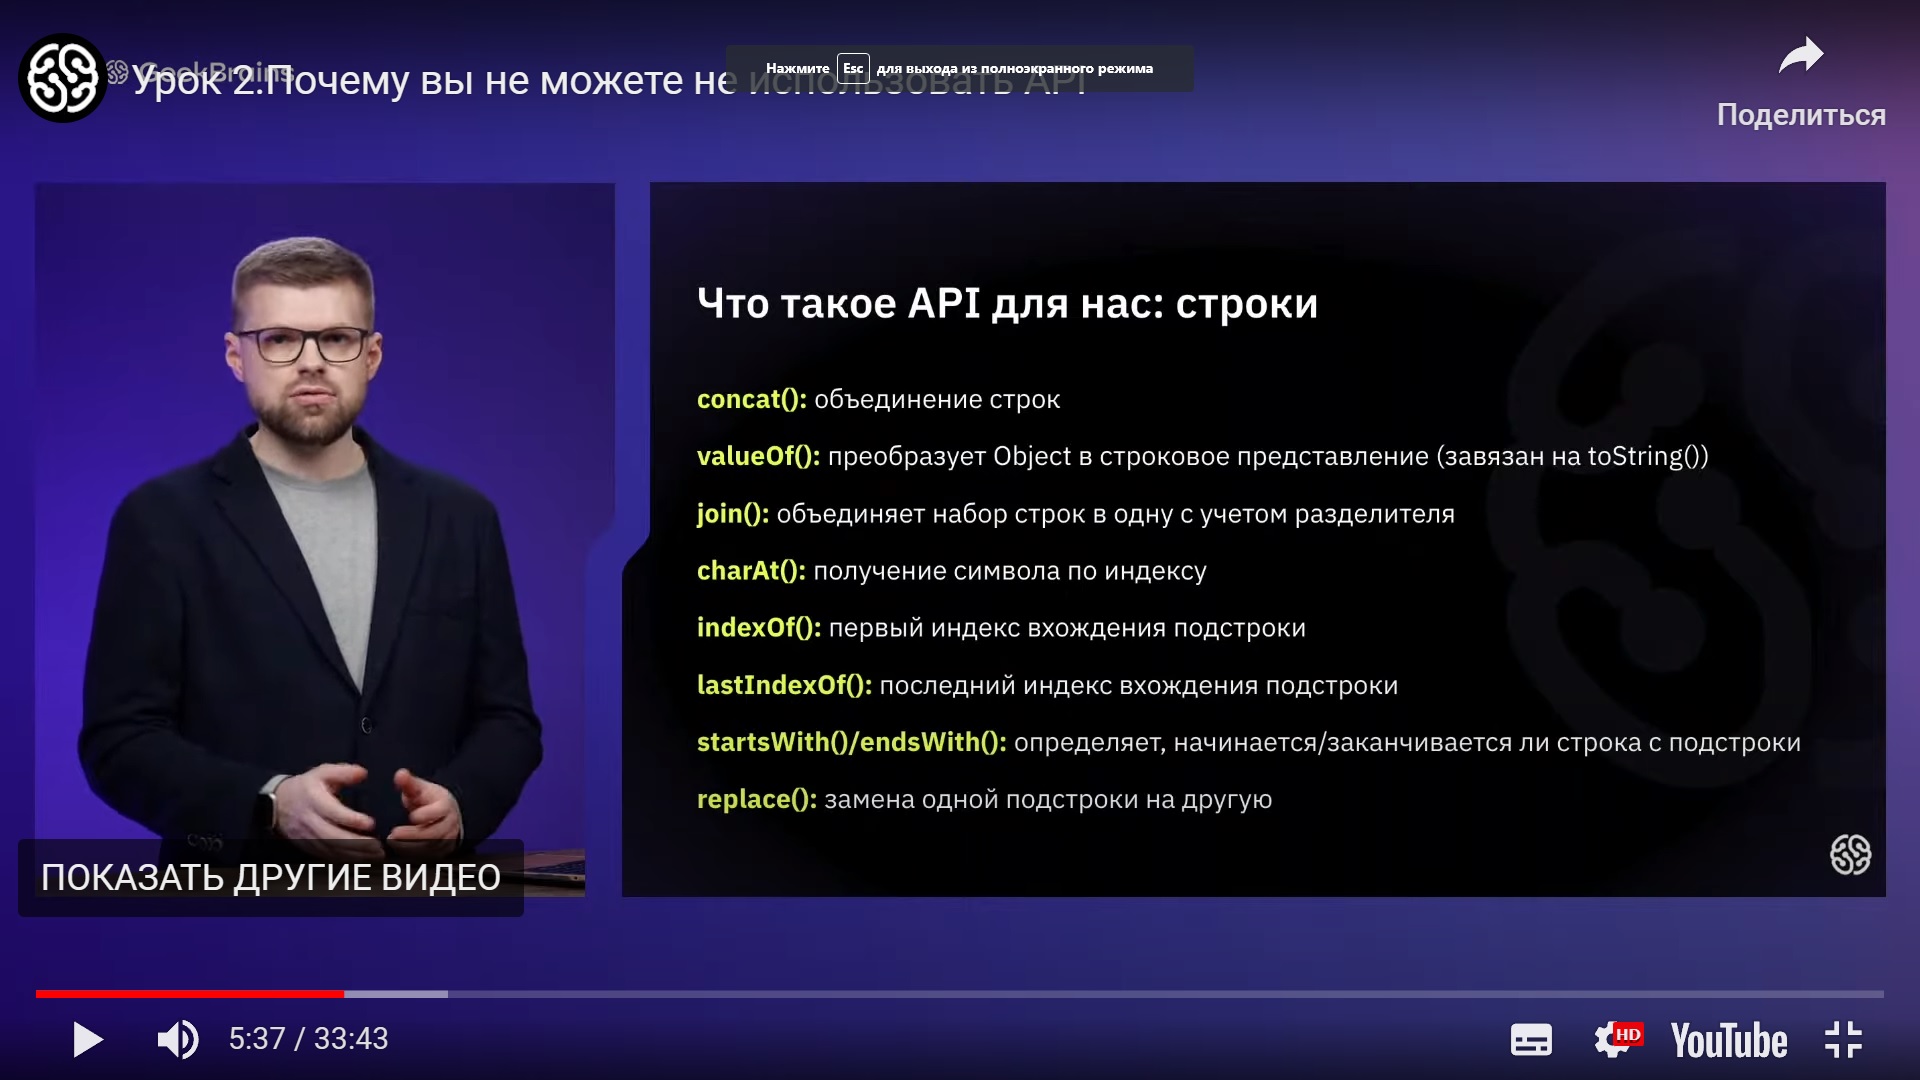 GeekBrains
Урок 2.Почему вы не можете не использовать API
Нажмите Esc для выхода из полноэкранного режима
Поделиться
Что такое API для нас: строки
concat(): объединение строк
valueOf(): преобразует Object в строковое представление (завязан на toString())
join(): объединяет набор строк в одну с учетом разделителя
charAt(): получение символа по индексу
indexOf(): первый индекс вхождения подстроки
lastIndexOf(): последний индекс вхождения подстроки
startsWith()/endsWith(): определяет, начинается/заканчивается ли строка с подстроки
replace(): замена одной подстроки на другую
ПОКАЗАТЬ ДРУГИЕ ВИДЕО
5:37 / 33:43
HD
YouTube